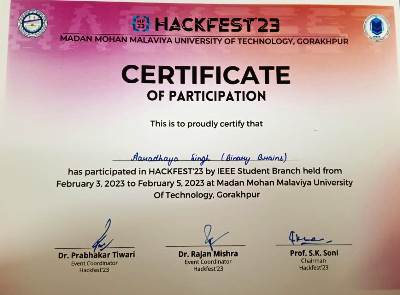 HACKFEST'23
MADAN MOHAN MALAVIYA UNIVERSITY OF TECHNOLOGY, GORAKHPUR
CERTIFICATE
OF PARTICIPATION
This is to proudly certify that
Singh (Binary Brains)
has participated in HACKFEST'23 by IEEE Student Branch held from
February 3, 2023 to February 5, 2023 at Madan Mohan Malaviya University
Of Technology, Gorakhpur
Dr. Prabhakar Tiwari
Event Coordinator
Hackfest'23
Dr. Rajan Mishra
Event Coordinator
Hackfest'23
Prof. S.K. Soni
Chairman
Hackfest'23